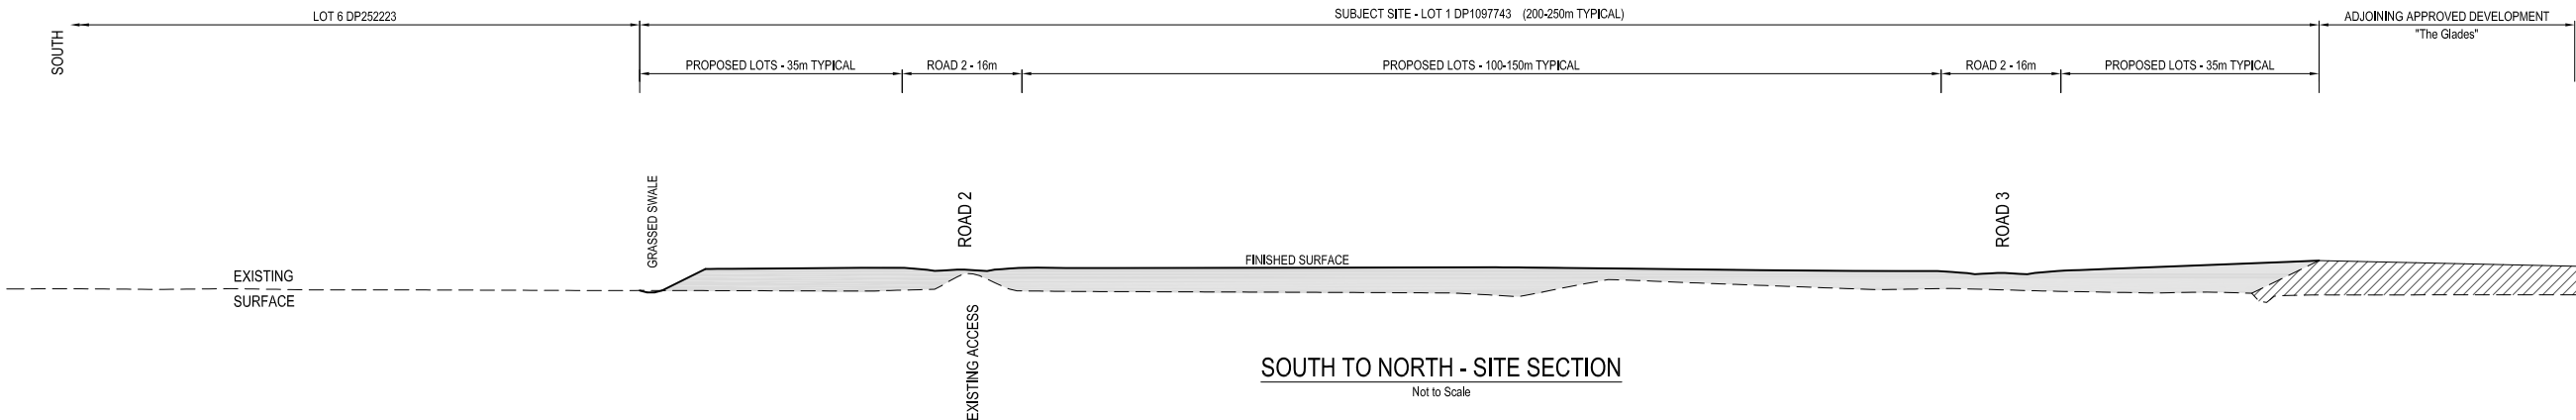 LOT 6 DP252223
SUBJECT SITE - LOT 1 DP1097743 (200-250m TYPICAL)
ADJOINING APPROVED DEVELOPMENT
"The Glades"
SOUTH
PROPOSED LOTS - 35m TYPICAL
ROAD 2 - 16m
PROPOSED LOTS - 100-150m TYPICAL
ROAD 2 - 16m
PROPOSED LOTS - 35m TYPICAL
GRASSED SWALE
ROAD 2
ROAD 3
FINISHED SURFACE
EXISTING
SURFACE
EXISTING ACCESS
SOUTH TO NORTH - SITE SECTION
Not to Scale